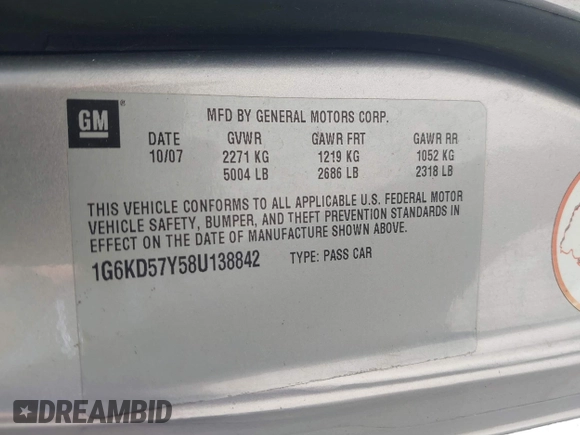 GM
MFD BY GENERAL MOTORS CORP.
DATE GVWR GAWR FRT GAWR RR
10/07 2271 KG 1219 KG 1052 KG
5004 LB 2686 LB 2318 LB
THIS VEHICLE CONFORMS TO ALL APPLICABLE U.S. FEDERAL MOTOR
VEHICLE SAFETY, BUMPER, AND THEFT PREVENTION STANDARDS IN
EFFECT ON THE DATE OF MANUFACTURE SHOWN ABOVE.
1G6KD57Y58U138842 TYPE: PASS CAR
DREAMBID